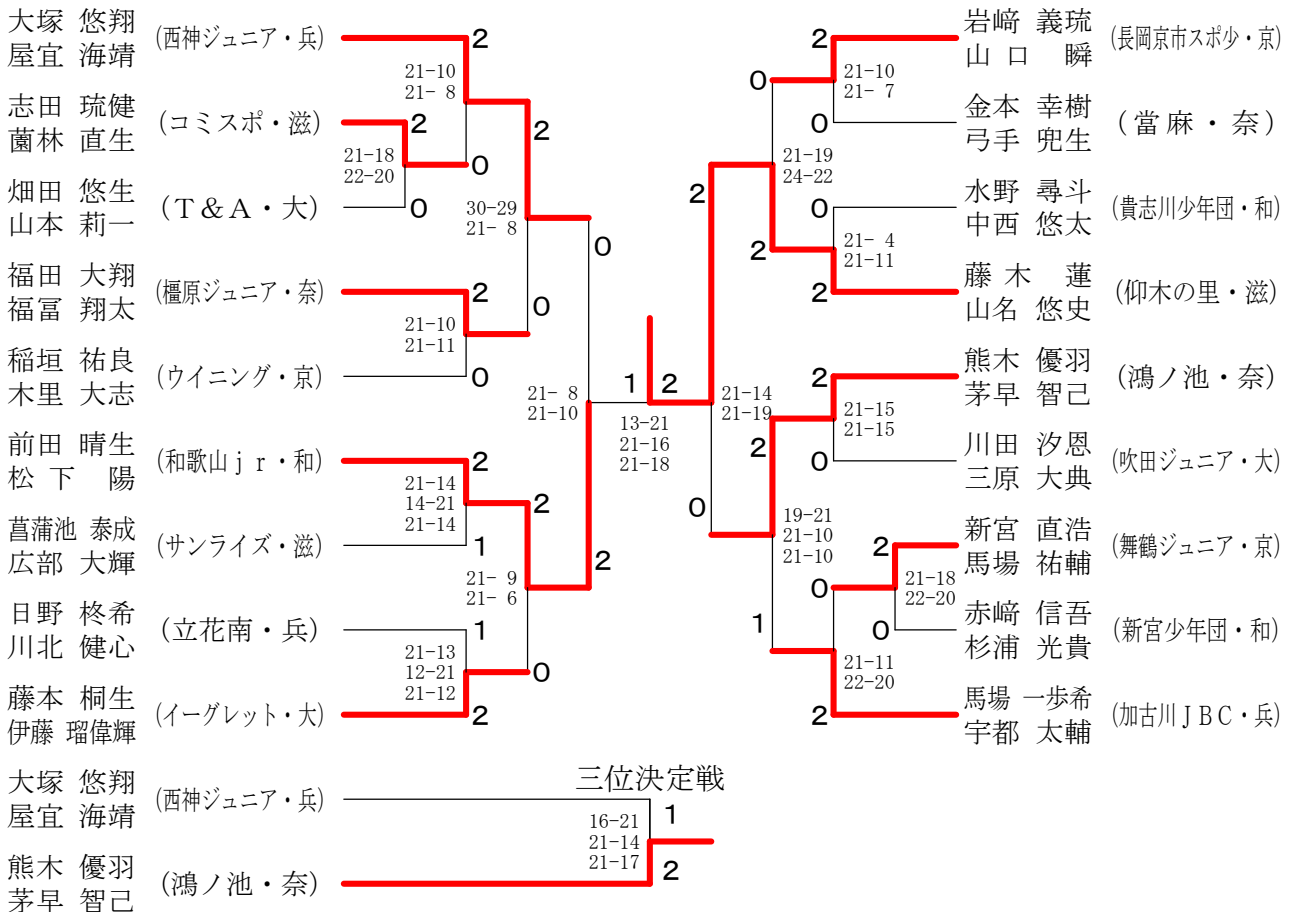 大塚 悠翔
屋宜 海靖
(西神ジュニア・兵)
2
21-10
21- 8
志田 琉健
薗林 直生
(コミスポ・滋)
2
21-18
22-20
0
畑田 悠生
山本 莉一
(T&A・大)
0
2
30-29
21- 8
0
福田 大翔
福冨 翔太
(橿原ジュニア・奈)
2
21-10
21-11
稲垣 祐良
木里 大志
(ウイニング・京)
0
0
21- 8
21-10
前田 晴生
松下 陽
(和歌山jr・和)
2
21-14
14-21
21-14
菖蒲池 泰成
広部 大輝
(サンライズ・滋)
1
2
21- 9
21- 6
2
日野 柊希
川北 健心
(立花南・兵)
1
21-13
12-21
21-12
0
藤本 桐生
伊藤 瑠偉輝
(イーグレット・大)
2
1
2
13-21
21-16
21-18
岩﨑 義琉
山口 瞬
(長岡京市スポ少・京)
2
21-10
21- 7
金本 幸樹
弓手 兜生
(當麻・奈)
0
0
21-19
24-22
2
水野 尋斗
中西 悠太
(貴志川少年団・和)
0
21- 4
21-11
2
藤木 蓮
山名 悠史
(仰木の里・滋)
2
21-14
21-19
熊木 優羽
茅早 智己
(鴻ノ池・奈)
2
21-15
21-15
川田 汐恩
三原 大典
(吹田ジュニア・大)
0
2
0
19-21
21-10
21-10
新宮 直浩
馬場 祐輔
(舞鶴ジュニア・京)
2
21-18
22-20
0
赤﨑 信吾
杉浦 光貴
(新宮少年団・和)
0
1
21-11
22-20
馬場 一歩希
宇都 太輔
(加古川JBC・兵)
2
三位決定戦
大塚 悠翔
屋宜 海靖
(西神ジュニア・兵)
1
16-21
21-14
21-17
熊木 優羽
茅早 智己
(鴻ノ池・奈)
2